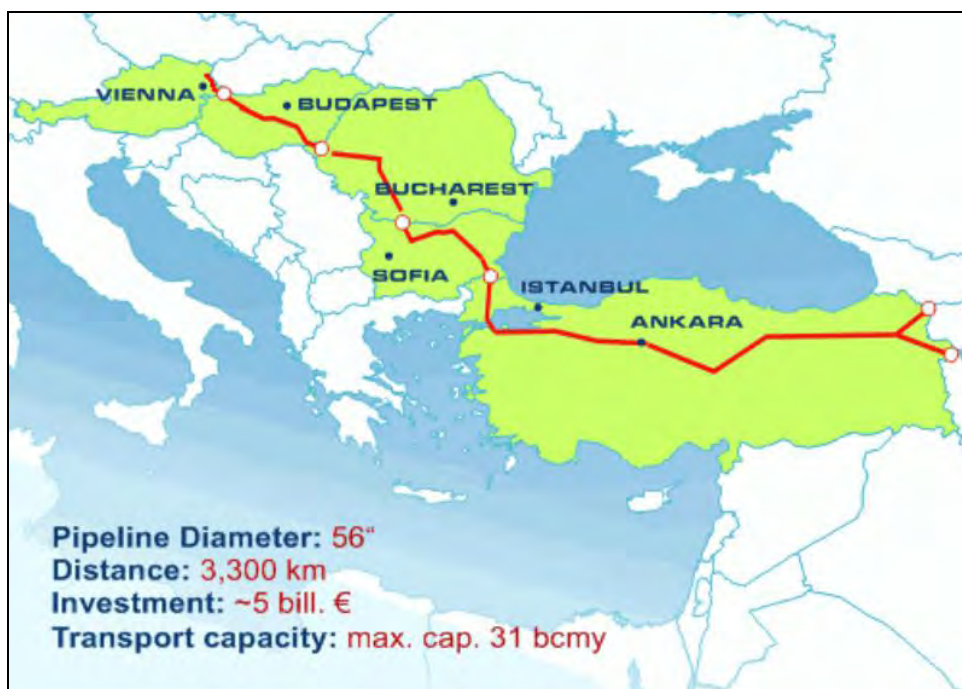 VIENNA
BUDAPEST
BUCHAREST
SOFIA
ISTANBUL
ANKARA
Pipeline Diameter: 56“
Distance: 3,300 km
Investment: ~5 bill. €
Transport capacity: max. cap. 31 bcmy